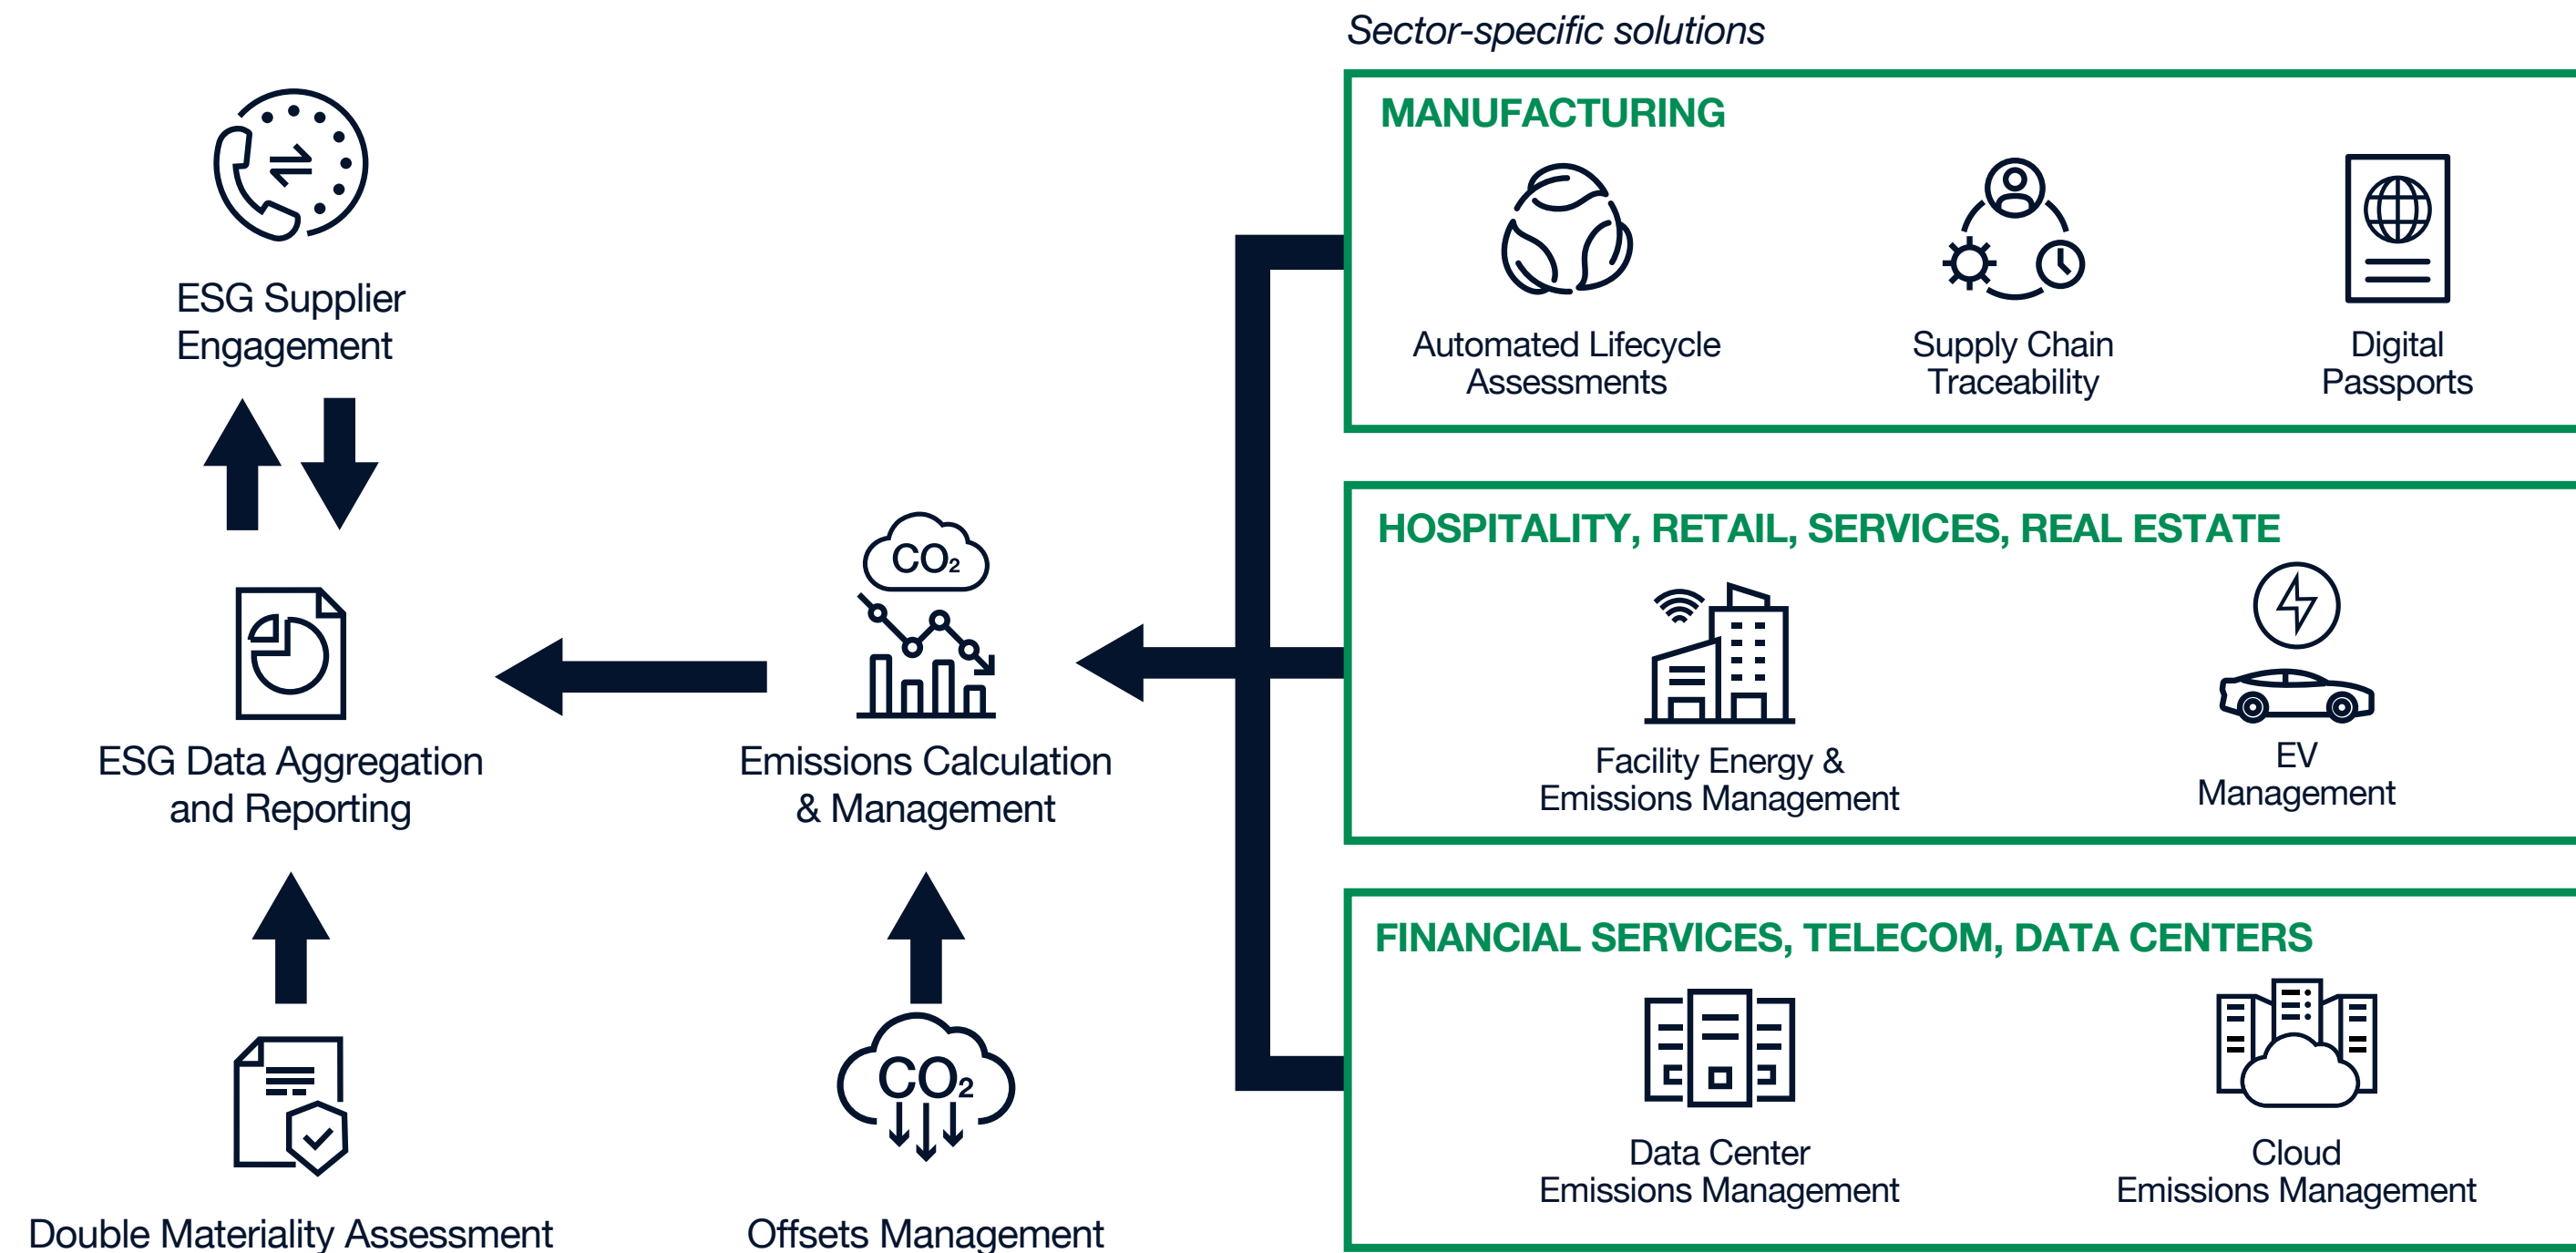 Sector-specific solutions
MANUFACTURING
Automated Lifecycle
Assessments
Supply Chain
Traceability
Digital
Passports
HOSPITALITY, RETAIL, SERVICES, REAL ESTATE
Facility Energy &
Emissions Management
EV
Management
FINANCIAL SERVICES, TELECOM, DATA CENTERS
Data Center
Emissions Management
Cloud
Emissions Management
ESG Supplier
Engagement
ESG Data Aggregation
and Reporting
Double Materiality Assessment
CO₂
Emissions Calculation
& Management
CO₂
Offsets Management